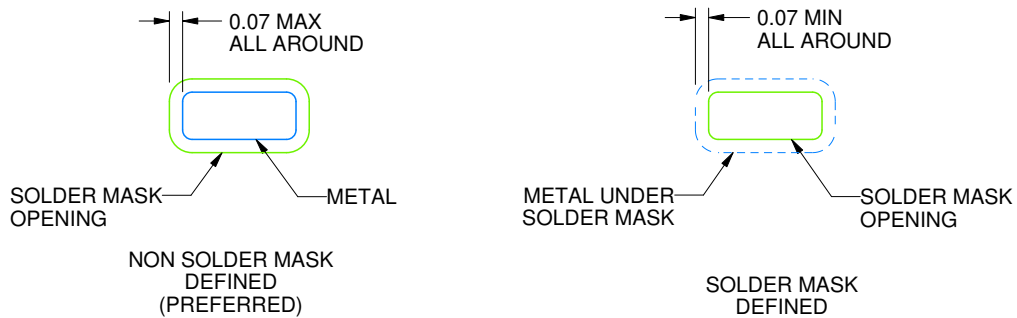 0.07 MAX
ALL AROUND
SOLDER MASK
OPENING
METAL
NON SOLDER MASK
DEFINED
(PREFERRED)
0.07 MIN
ALL AROUND
METAL UNDER
SOLDER MASK
SOLDER MASK
OPENING
SOLDER MASK
DEFINED